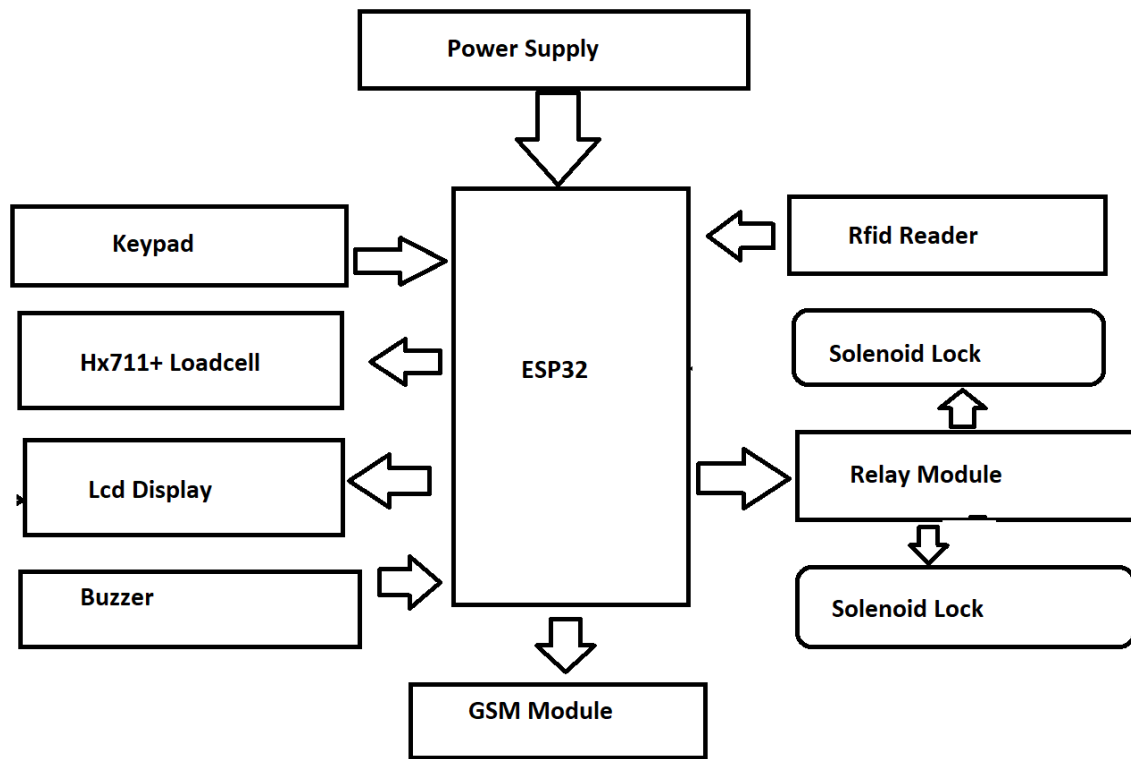 Power Supply
Keypad
Rfid Reader
Hx711+ Loadcell
ESP32
Solenoid Lock
Lcd Display
Relay Module
Buzzer
Solenoid Lock
GSM Module